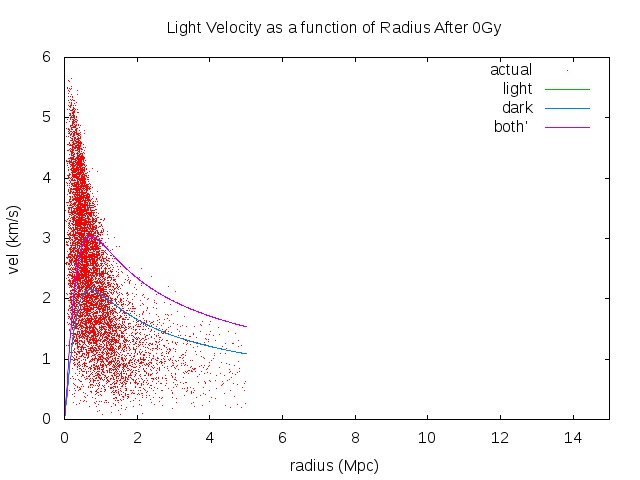 Light Velocity as a function of Radius After 0Gy
6
5
4
3
2
1
0
vel (km/s)
actual
light
dark
both'
0 2 4 6 8 10 12 14
radius (Mpc)